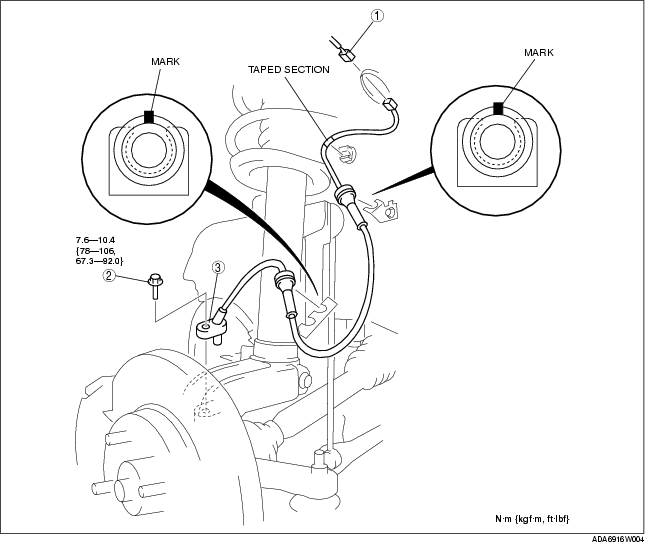 ①
MARK
MARK
TAPED SECTION
7.6—10.4
{78—106,
67.3—92.0}
②
③
N·m {kgf·m, ft·lbf}
ADA6916W004